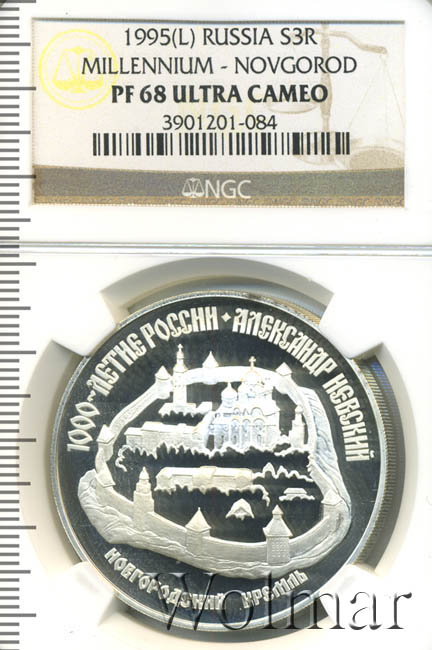 1995(L) RUSSIA S3R
MILLENNIUM - NOVGOROD
PF 68 ULTRA CAMEO
3901201-084
NGC
1000-ЛЕТИЕ РОССИИ • АЛЕКСАНДР НЕВСКИЙ
НОВГОРОДСКИЙ КРЕМЛЬ
Wolmar